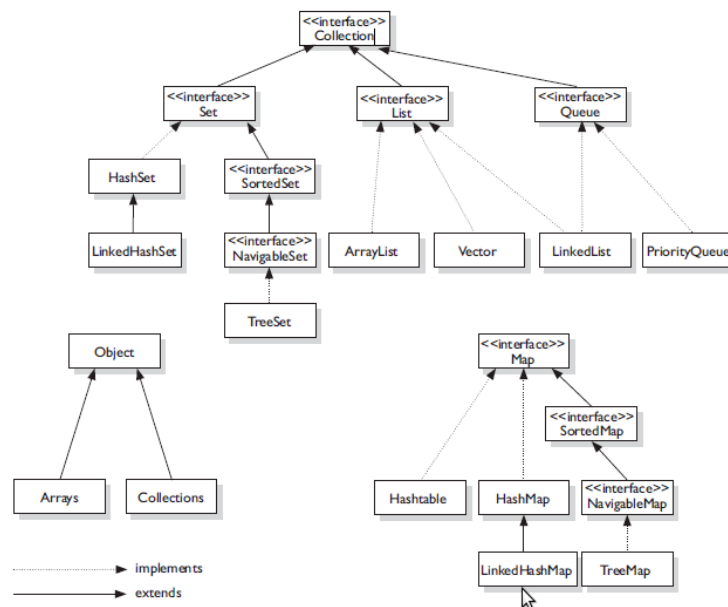 <<interface>>
Collection
<<interface>>
Set
<<interface>>
List
<<interface>>
Queue
HashSet
<<interface>>
SortedSet
LinkedHashSet
<<interface>>
NavigableSet
ArrayList
Vector
LinkedList
PriorityQueue
TreeSet
Object
<<interface>>
Map
<<interface>>
SortedMap
Arrays
Collections
Hashtable
HashMap
<<interface>>
NavigableMap
implements
LinkedHashMap
TreeMap
extends